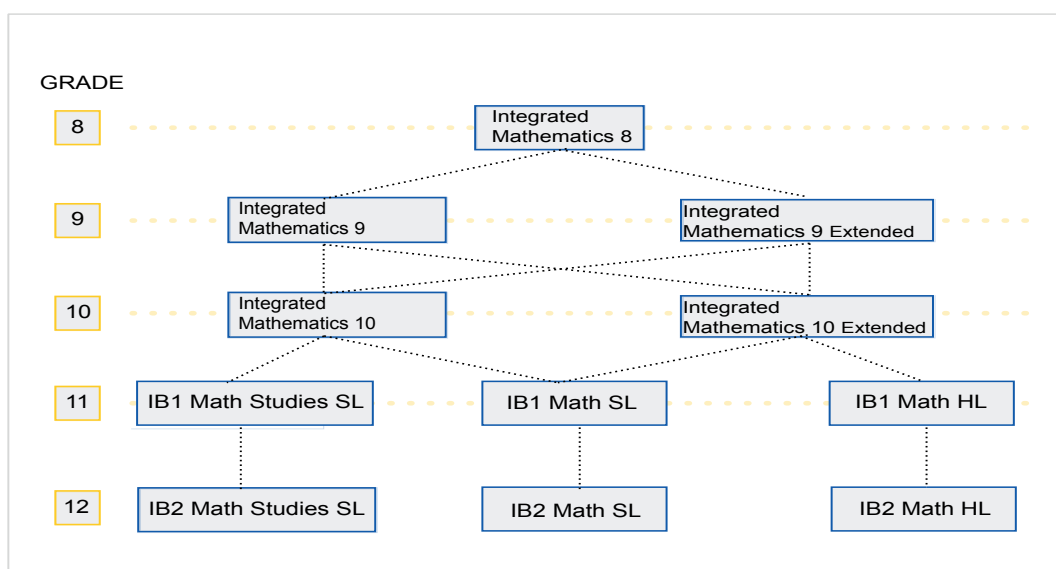 GRADE
8
Integrated
Mathematics 8
9
Integrated
Mathematics 9
Integrated
Mathematics 9 Extended
10
Integrated
Mathematics 10
Integrated
Mathematics 10 Extended
11
IB1 Math Studies SL
IB1 Math SL
IB1 Math HL
12
IB2 Math Studies SL
IB2 Math SL
IB2 Math HL